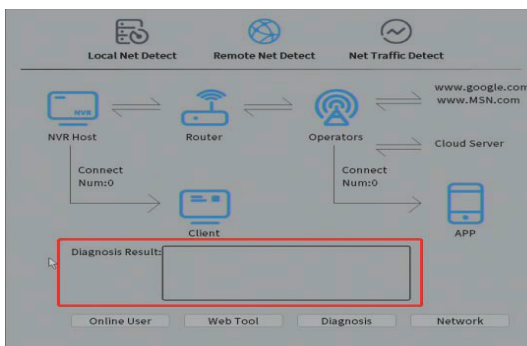 Local Net Detect
Remote Net Detect
Net Traffic Detect
www.google.com
www.MSN.com
NVR
NVR Host
Router
Operators
Cloud Server
Connect
Num:0
Connect
Num:0
Client
APP
Diagnosis Result:
Online User
Web Tool
Diagnosis
Network